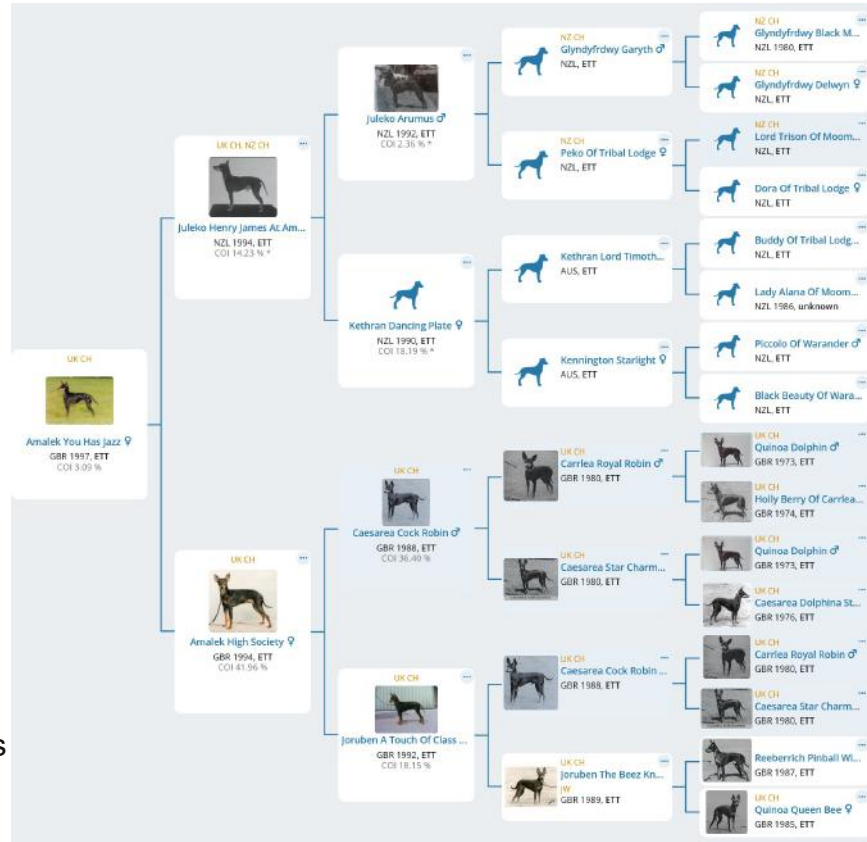 UK CH
Amalek You Has Jazz ♀
GBR 1997, ETT
COI 3.09 %
UK CH, NZ CH
Juleko Henry James At Am...
NZL 1994, ETT
COI 14.23 % *
UK CH
Amalek High Society ♀
GBR 1994, ETT
COI 41.96 %
Juleko Arumus ♂
NZL 1992, ETT
COI 2.36 % *
Kethran Dancing Plate ♀
NZL 1990, ETT
COI 18.19 % *
UK CH
Caesarea Cock Robin ♂
GBR 1988, ETT
COI 36.40 %
UK CH
Joruben A Touch Of Class ...
GBR 1992, ETT
COI 18.15 %
NZ CH
Glyndyfrdwy Garyth ♂
NZL, ETT
NZ CH
Peko Of Tribal Lodge ♀
NZL, ETT
Kethran Lord Timoth...
AUS, ETT
Kennington Starlight ♀
AUS, ETT
UK CH
Carrlea Royal Robin ♂
GBR 1980, ETT
UK CH
Caesarea Star Charm...
GBR 1980, ETT
UK CH
Caesarea Cock Robin ...
GBR 1988, ETT
UK CH
Joruben The Beez Kn...
JW
GBR 1989, ETT
NZ CH
Glyndyfrdwy Black M...
NZL 1980, ETT
NZ CH
Glyndyfrdwy Delwyn ♀
NZL, ETT
NZ CH
Lord Trison Of Moom...
NZL, ETT
Dora Of Tribal Lodge ♀
NZL, ETT
Buddy Of Tribal Lodg...
NZL, ETT
Lady Alana Of Moom...
NZL 1986, unknown
Piccolo Of Warander ♂
NZL, ETT
Black Beauty Of Wara...
NZL, ETT
UK CH
Quinoa Dolphin ♂
GBR 1973, ETT
UK CH
Holly Berry Of Carrlea...
GBR 1974, ETT
UK CH
Quinoa Dolphin ♂
GBR 1973, ETT
UK CH
Caesarea Dolphina St...
GBR 1976, ETT
UK CH
Carrlea Royal Robin ♂
GBR 1980, ETT
UK CH
Caesarea Star Charm...
GBR 1980, ETT
Reeberrich Pinball Wi...
GBR 1987, ETT
UK CH
Quinoa Queen Bee ♀
GBR 1985, ETT
s